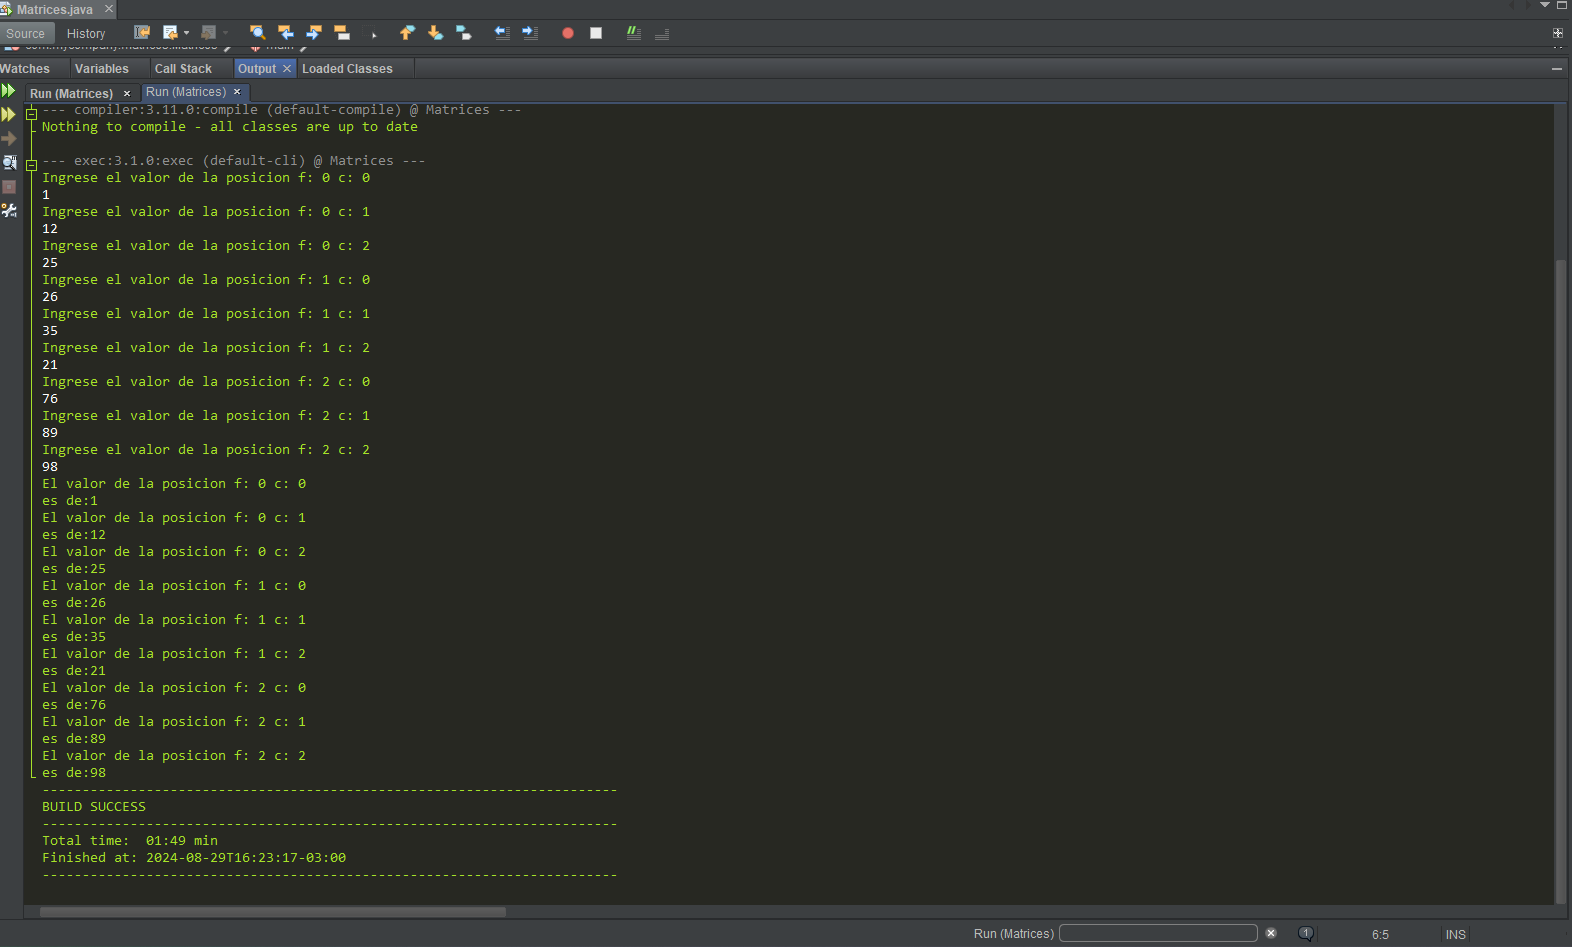 Matrices.java
Source History
Watches Variables Call Stack Output Loaded Classes
Run (Matrices) Run (Matrices)
--- compiler:3.11.0:compile (default-compile) @ Matrices ---
Nothing to compile - all classes are up to date
--- exec:3.1.0:exec (default-cli) @ Matrices ---
Ingrese el valor de la posicion f: 0 c: 0
1
Ingrese el valor de la posicion f: 0 c: 1
12
Ingrese el valor de la posicion f: 0 c: 2
25
Ingrese el valor de la posicion f: 1 c: 0
26
Ingrese el valor de la posicion f: 1 c: 1
35
Ingrese el valor de la posicion f: 1 c: 2
21
Ingrese el valor de la posicion f: 2 c: 0
76
Ingrese el valor de la posicion f: 2 c: 1
89
Ingrese el valor de la posicion f: 2 c: 2
98
El valor de la posicion f: 0 c: 0
es de:1
El valor de la posicion f: 0 c: 1
es de:12
El valor de la posicion f: 0 c: 2
es de:25
El valor de la posicion f: 1 c: 0
es de:26
El valor de la posicion f: 1 c: 1
es de:35
El valor de la posicion f: 1 c: 2
es de:21
El valor de la posicion f: 2 c: 0
es de:76
El valor de la posicion f: 2 c: 1
es de:89
El valor de la posicion f: 2 c: 2
es de:98
------------------------------------------------------------------------
BUILD SUCCESS
------------------------------------------------------------------------
Total time:  01:49 min
Finished at: 2024-08-29T16:23:17-03:00
------------------------------------------------------------------------
Run (Matrices) 1 6:5 INS